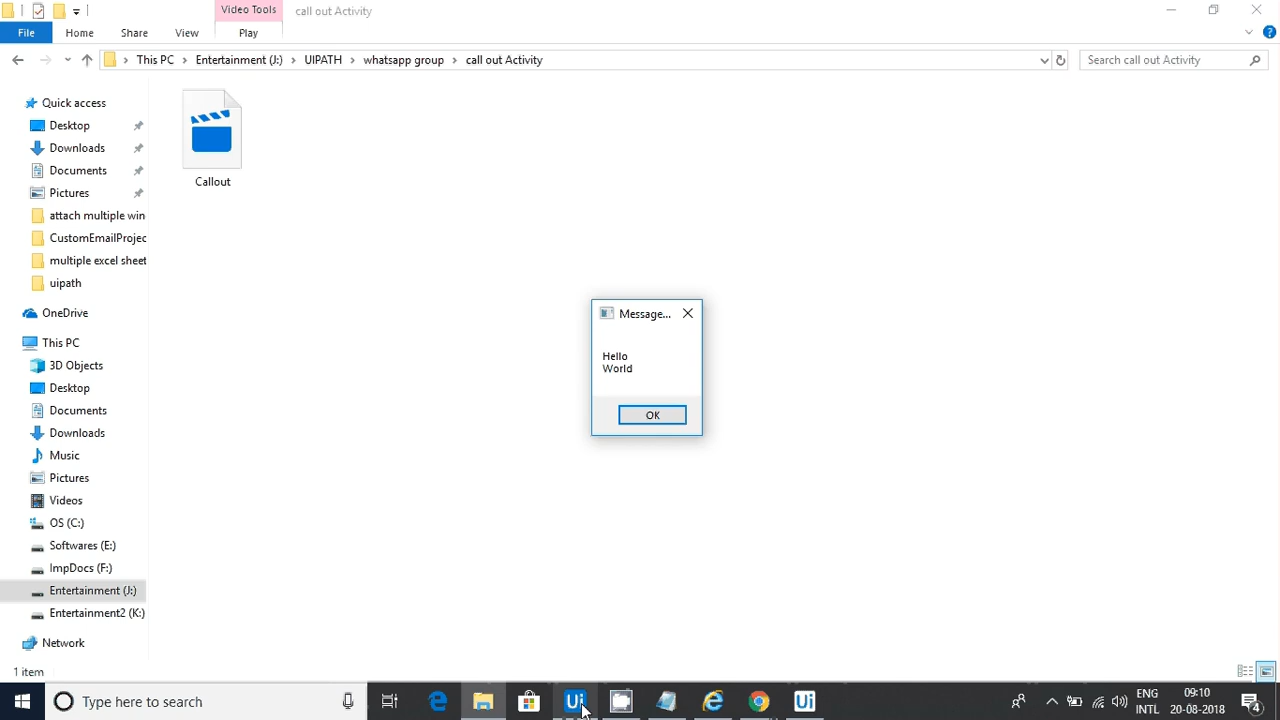 Video Tools
call out Activity
File
Home
Share
View
Play
This PC
Entertainment (J:)
UIPATH
whatsapp group
call out Activity
Search call out Activity
Quick access
Desktop
Downloads
Documents
Pictures
attach multiple win
CustomEmailProjec
multiple excel sheet
uipath
OneDrive
This PC
3D Objects
Desktop
Documents
Downloads
Music
Pictures
Videos
OS (C:)
Softwares (E:)
ImpDocs (F:)
Entertainment (J:)
Entertainment2 (K:)
Network
Callout
Message...
Hello
World
OK
1 item
Type here to search
Ui
Ui
ENG
INTL
09:10
20-08-2018
4